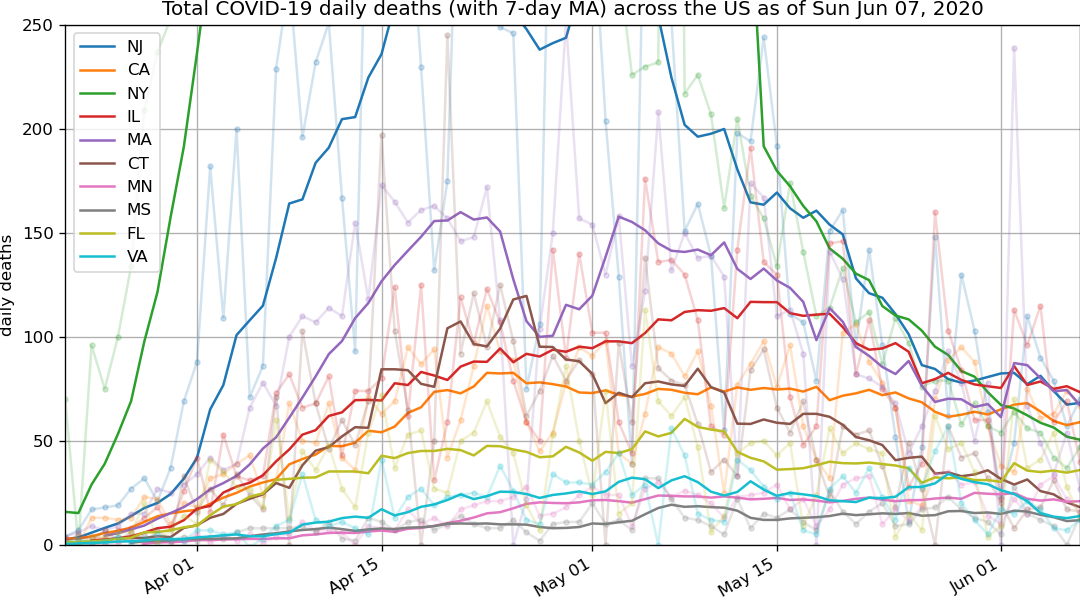 Total COVID-19 daily deaths (with 7-day MA) across the US as of Sun Jun 07, 2020
250
200
150
100
50
0
daily deaths
NJ
CA
NY
IL
MA
CT
MN
MS
FL
VA
Apr 01
Apr 15
May 01
May 15
Jun 01